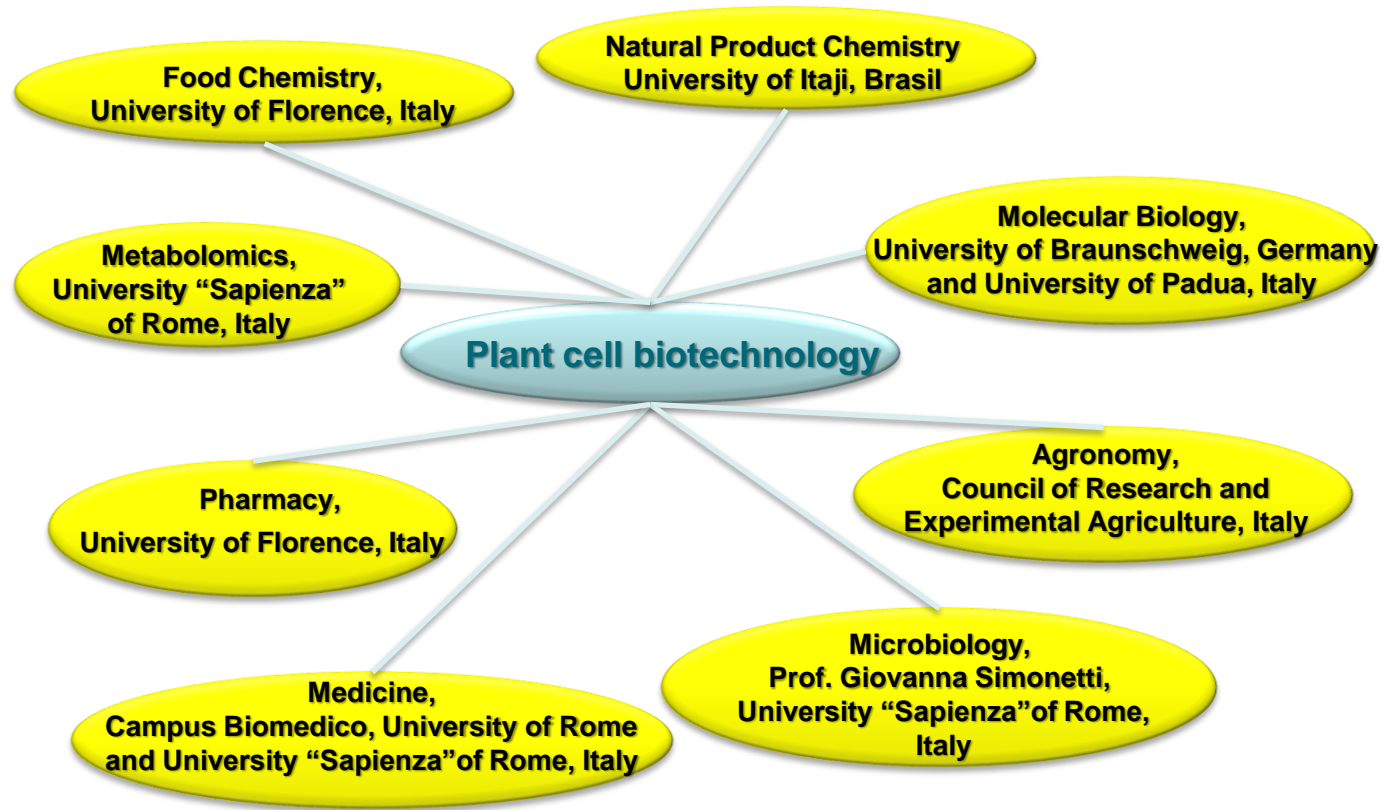 Food Chemistry,
University of Florence, Italy
Natural Product Chemistry
University of Itaji, Brasil
Metabolomics,
University “Sapienza”
of Rome, Italy
Molecular Biology,
University of Braunschweig, Germany
and University of Padua, Italy
Plant cell biotechnology
Pharmacy,
University of Florence, Italy
Agronomy,
Council of Research and
Experimental Agriculture, Italy
Medicine,
Campus Biomedico, University of Rome
and University “Sapienza”of Rome, Italy
Microbiology,
Prof. Giovanna Simonetti,
University “Sapienza”of Rome,
Italy